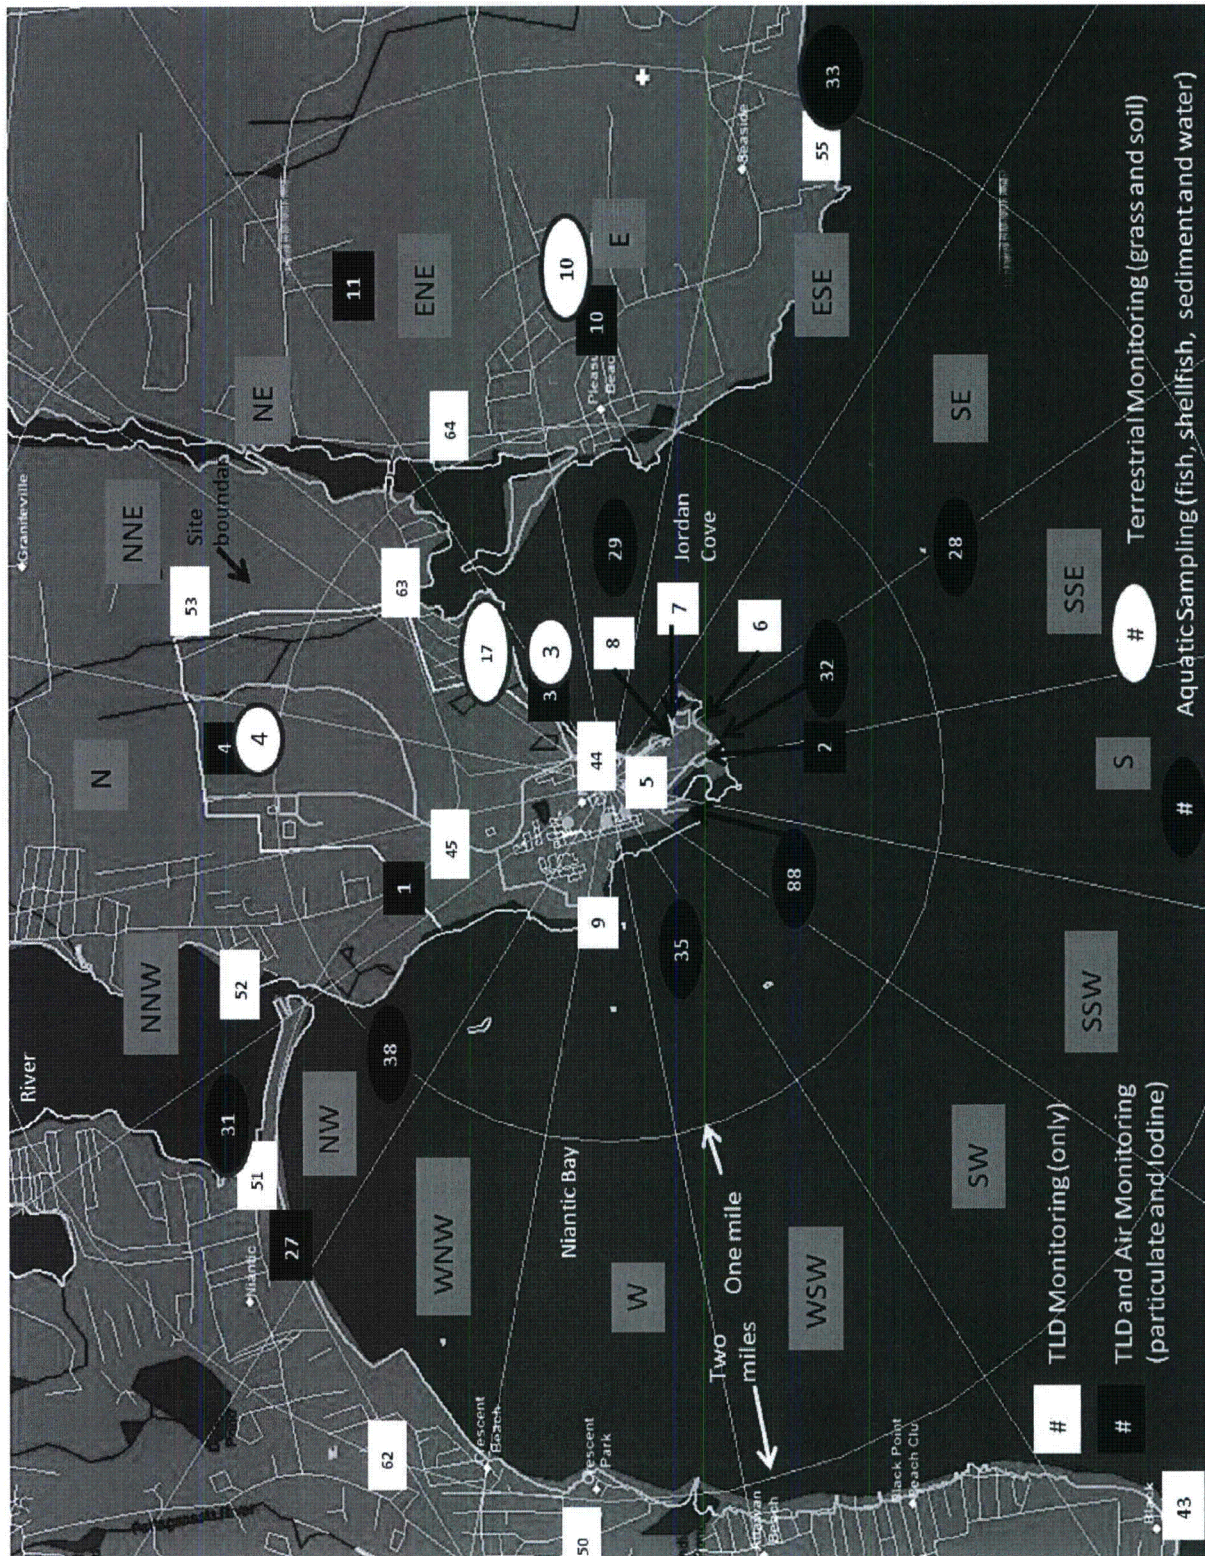 River
Graniteville
N
NNE
NNW
NE
Site
boundary
53
4
4
52
31
51
11
63
1
NW
27
Niantic
38
ENE
64
45
17
WNW
62
3
3
10
E
10
Pleasure
Beach
44
8
29
9
5
7
Jordan
Cove
Niantic Bay
W
35
6
Seaside
55
33
Crescent
Beach
Crescent
Park
50
One mile
Two
miles
88
2
32
ESE
WSW
Beach
Black Point
Beach Clu
28
SE
SW
SSW
S
SSE
43
Black
# TLD Monitoring (only)
# TLD and Air Monitoring
(particulate and Iodine)
# Terrestrial Monitoring (grass and soil)
# Aquatic Sampling (fish, shellfish, sediment and water)